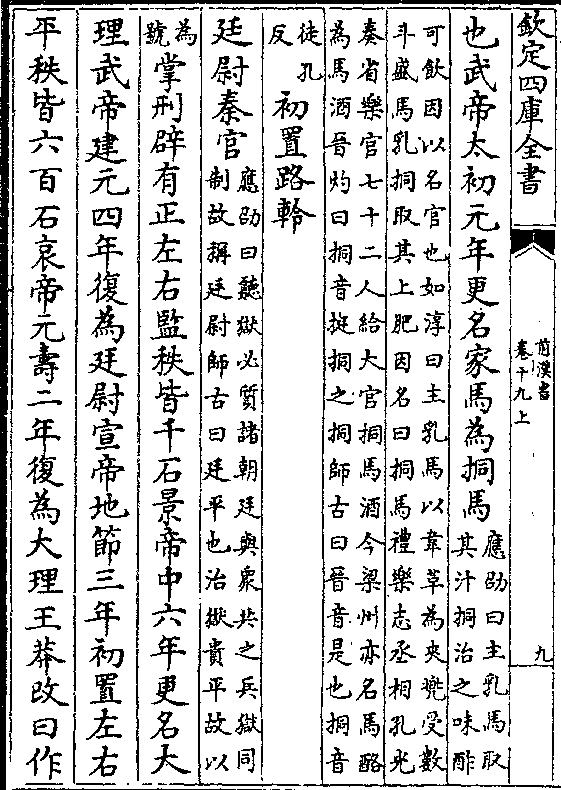 欽定四庫全書
前漢書
卷十九上
九
也武帝太初元年更名家馬為挏馬
應劭曰主乳馬取
其汁挏治之味酢
可飲因以名官也如淳曰主乳馬以韋革為夾兜受數
斗盛馬乳挏取其上肥因名曰挏馬禮樂志丞相孔光
奏省樂官七十二人給大官挏馬酒今梁州亦名馬酪
為馬酒晉灼曰挏音挺挏之挏師古曰晉音是也挏音
徒孔
反
初置路軨
廷尉秦官
應劭曰聽獄必質諸朝廷與衆共之兵獄同
制故稱廷尉師古曰廷平也治獄貴平故以
為
號
掌刑辟有正左右監秩皆千石景帝中六年更名大
理武帝建元四年復為廷尉宣帝地節三年初置左右
平秩皆六百石哀帝元壽二年復為大理王莽改曰作